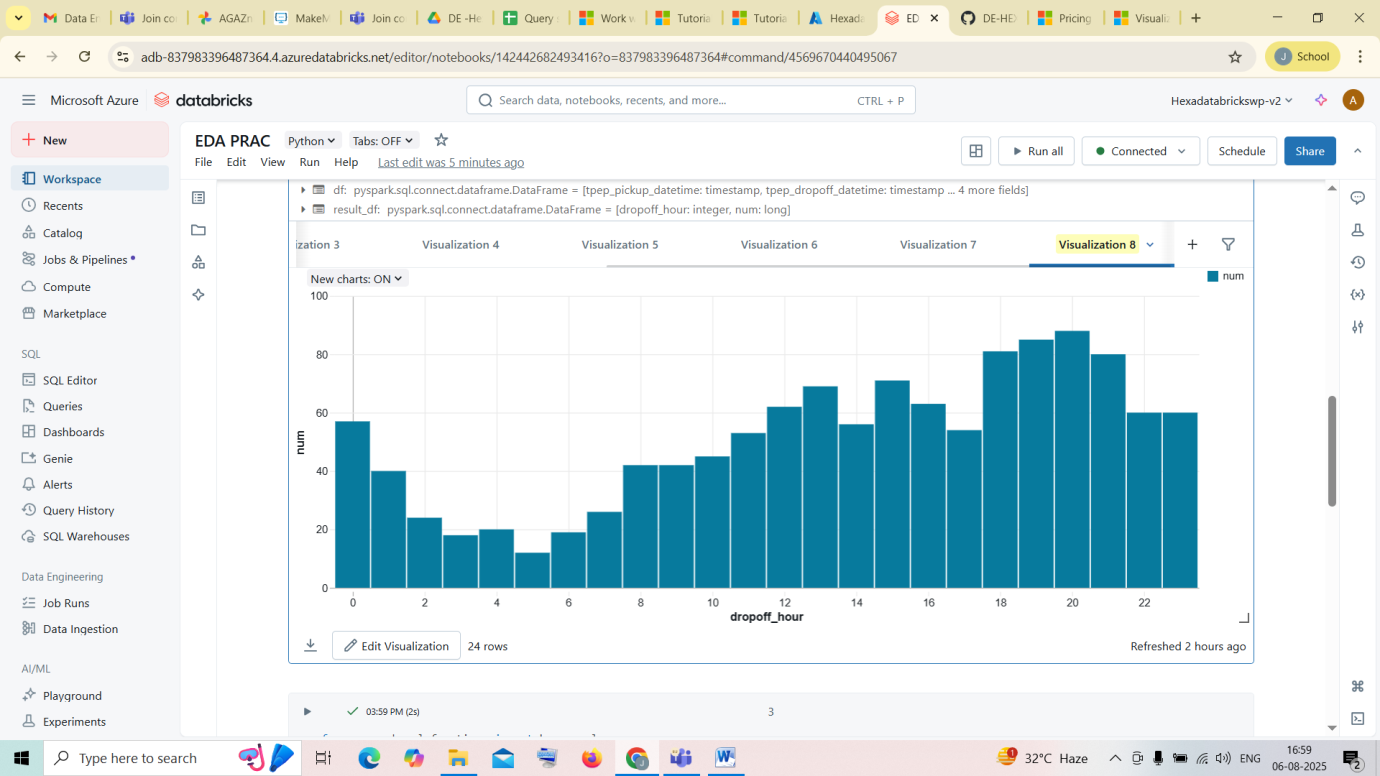 Data En
Join co
AGAZn
MakeM
Join co
DE -He
Query
Work w
Tutoria
Tutoria
Hexada
ED
DE-HEX
Pricing
Visualiz
adb-837983396487364.4.azuredatabricks.net/editor/notebooks/1424426824934​16?o=837983396487364#command/4569670440495067
J School
Microsoft Azure databricks
Search data, notebooks, recents, and more... CTRL + P
Hexadatabrickswp-v2
A
New
Workspace
Recents
Catalog
Jobs & Pipelines
Compute
Marketplace
SQL
SQL Editor
Queries
Dashboards
Genie
Alerts
Query History
SQL Warehouses
Data Engineering
Job Runs
Data Ingestion
AI/ML
Playground
Experiments
EDA PRAC Python Tabs: OFF
File Edit View Run Help Last edit was 5 minutes ago
Run all Connected Schedule Share
df: pyspark.sql.connect.dataframe.DataFrame = [tpep_pickup_datetime: timestamp, tpep_dropoff_datetime: timestamp ... 4 more fields]
result_df: pyspark.sql.connect.dataframe.DataFrame = [dropoff_hour: integer, num: long]
ization 3 Visualization 4 Visualization 5 Visualization 6 Visualization 7 Visualization 8
New charts: ON
num
100
80
60
40
20
0
num
0 2 4 6 8 10 12 14 16 18 20 22
dropoff_hour
Edit Visualization 24 rows Refreshed 2 hours ago
03:59 PM (2s) 3
Type here to search
1
32°C Haze
ENG
16:59
06-08-2025
2